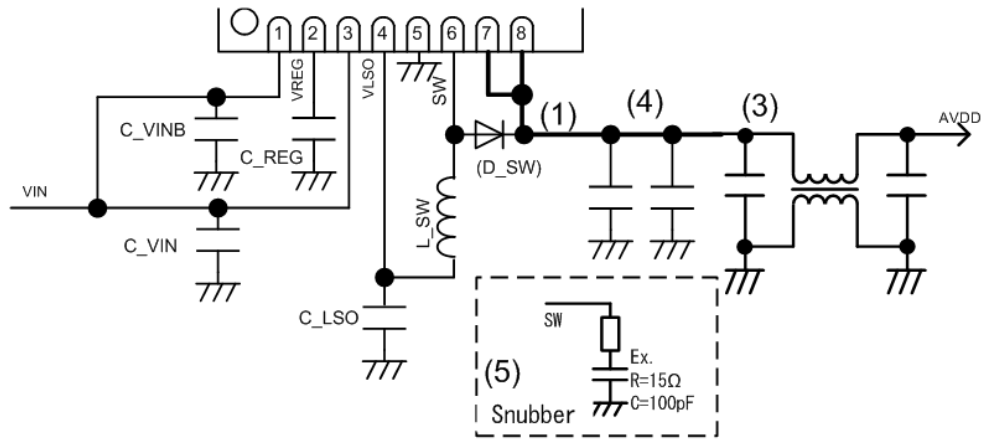 1 2 3 4 5 6 7 8
VREG
VLSO
SW
C_VINB
C_REG
(D_SW)
(1)
(4)
(3)
AVDD
VIN
C_VIN
L_SW
C_LSO
SW
Ex.
R=15Ω
C=100pF
(5)
Snubber